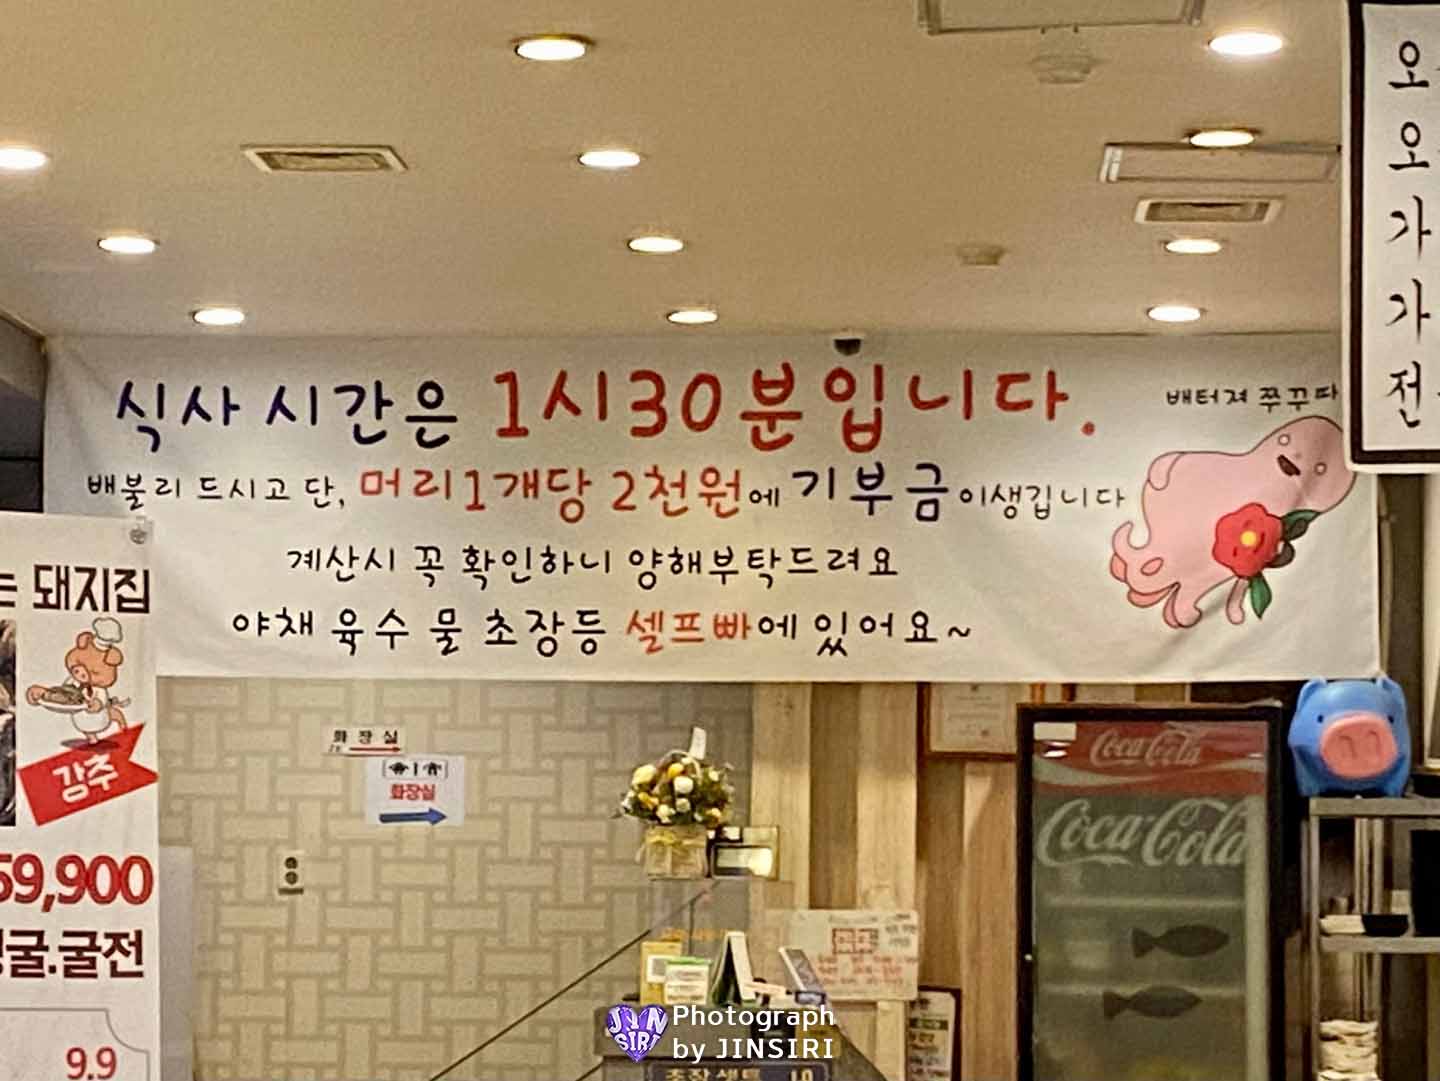 식사 시간은 1시30분입니다.
배터져 쭈꾸
배불리 드시고 단, 머리1개당 2천원에 기부금이생깁니다
계산시 꼭 확인하니 양해부탁드려요
야채 육수 물 초장등 셀프빠에 있어요~
오
오
가
가
전
돼지집
강추
59,900
굴.굴전
9.9
화장실
화장실
Coca-Cola
Coca-Cola
JIN
SIRI
Photograph
by JINSIRI